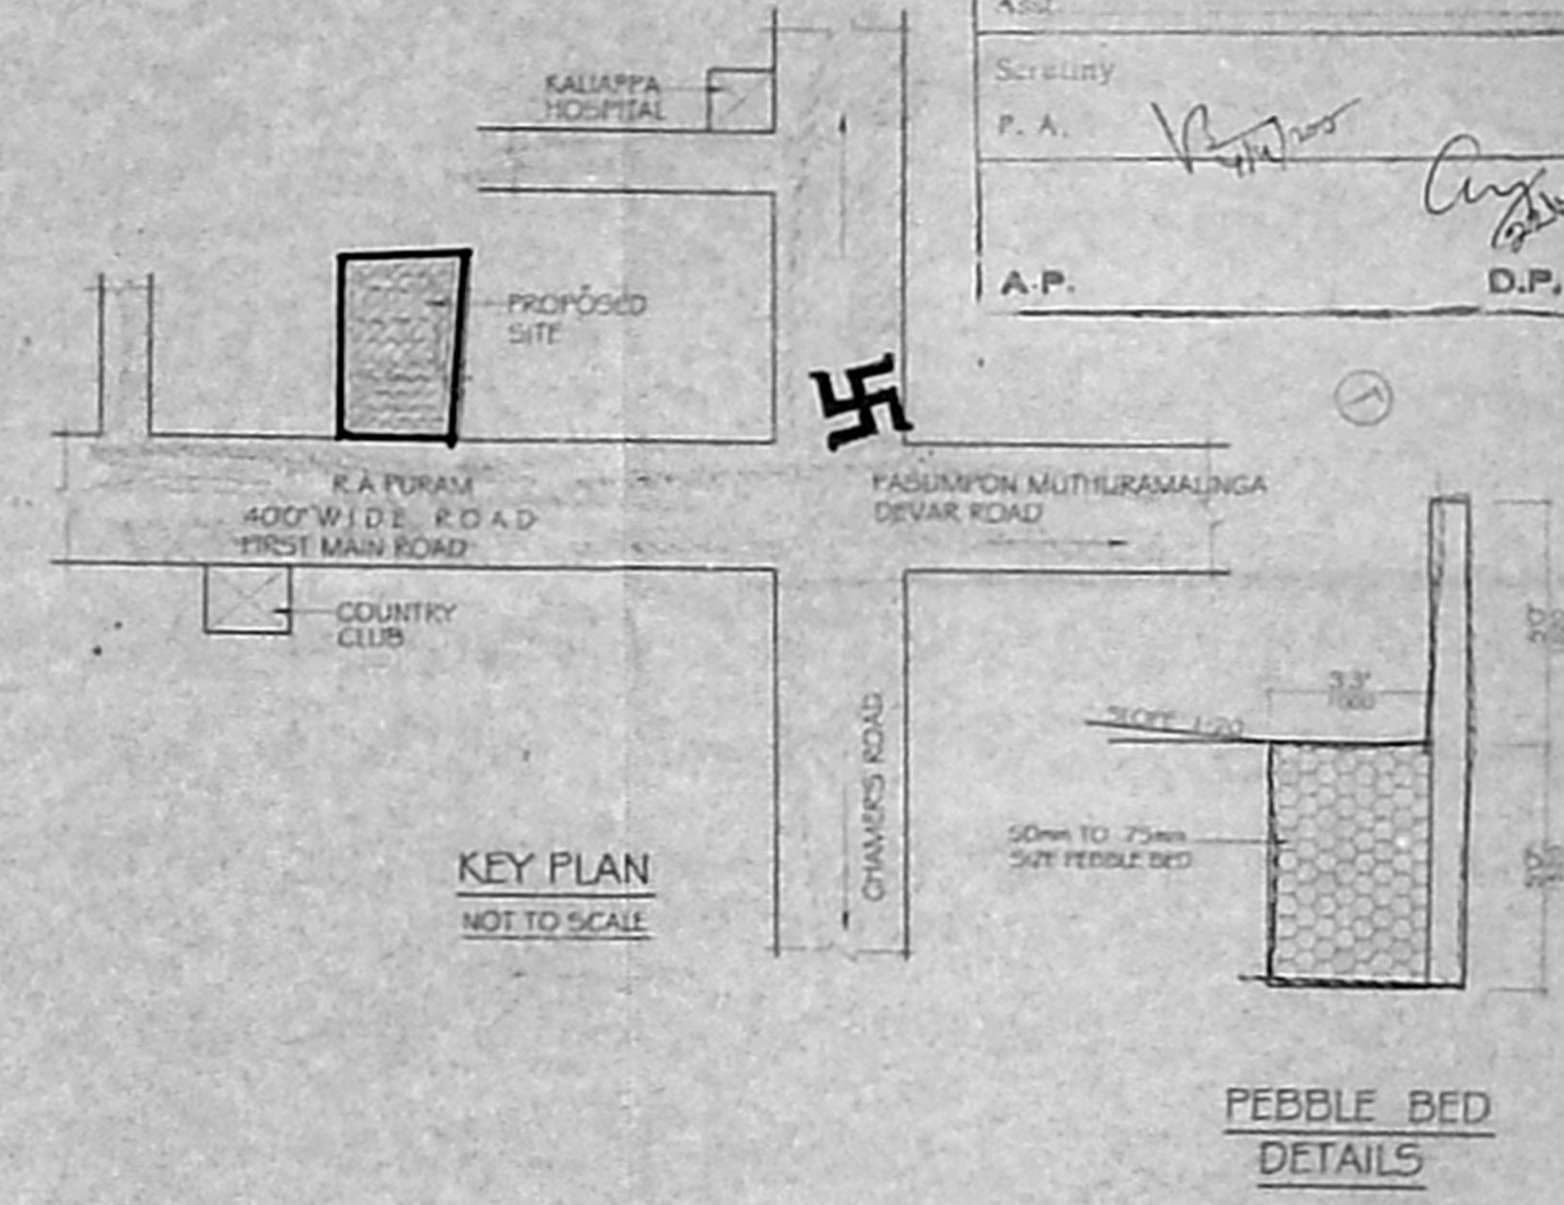 Asst.
Scrutiny
P. A.
A.P.
D.P.
KALIAPPA
HOSPITAL
PROPOSED
SITE
R.A PURAM
400" WIDE ROAD
FIRST MAIN ROAD
PASUMPON MUTHURAMALINGA
DEVAR ROAD
COUNTRY
CLUB
CHAMERS ROAD
KEY PLAN
NOT TO SCALE
3'3"
1000
SLOPE 1:20
50mm TO 75mm
SIZE PEBBLE BED
PEBBLE BED
DETAILS